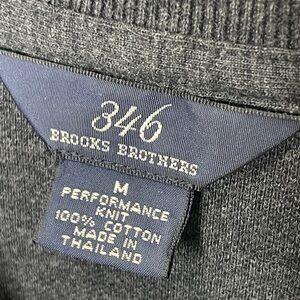 346
BROOKS BROTHERS
M
PERFORMANCE
KNIT
100% COTTON
MADE IN
THAILAND